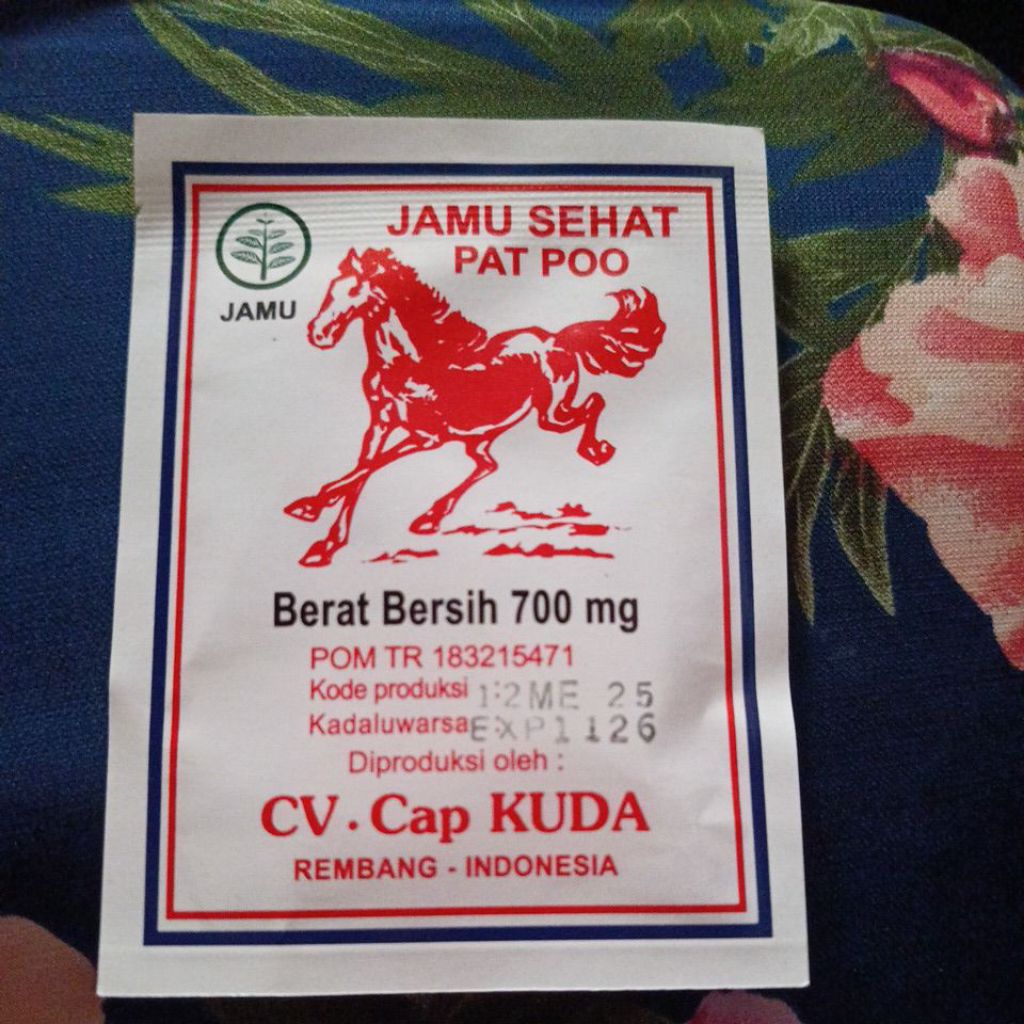 JAMU SEHAT
PAT POO
JAMU
Berat Bersih 700 mg
POM TR 183215471
Kode produksi 12ME 25
Kadaluwarsa EXP1126
Diproduksi oleh :
CV. Cap KUDA
REMBANG - INDONESIA